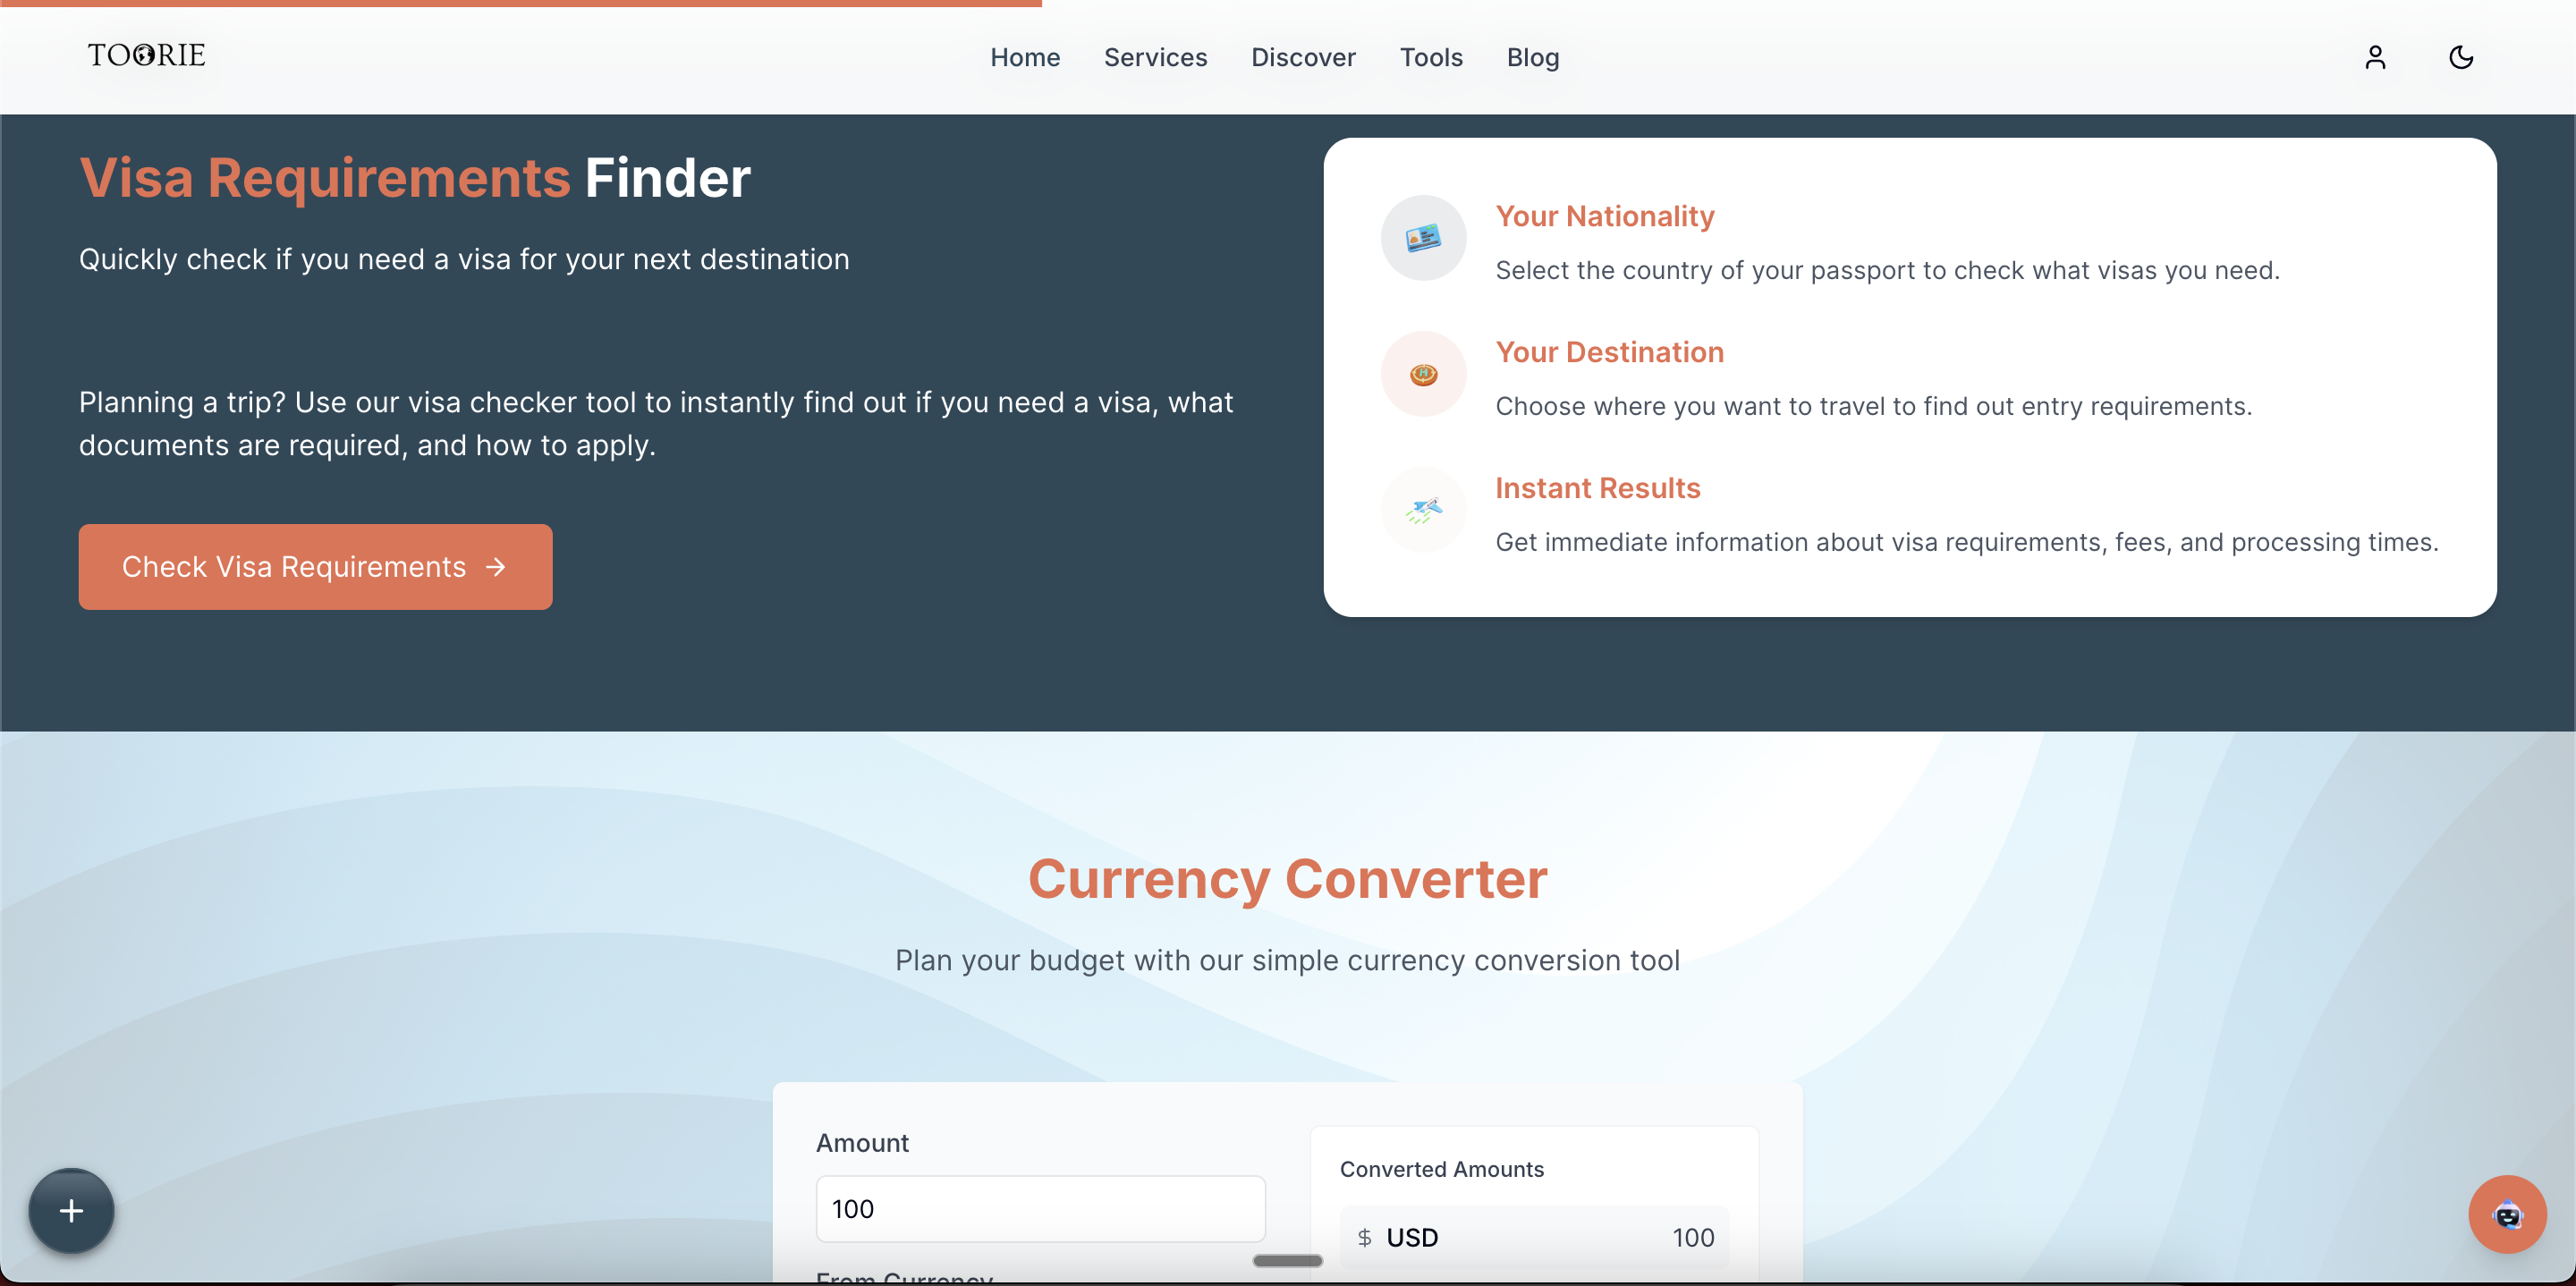 TOORIE
Home
Services
Discover
Tools
Blog
Visa Requirements Finder
Quickly check if you need a visa for your next destination
Planning a trip? Use our visa checker tool to instantly find out if you need a visa, what
documents are required, and how to apply.
Check Visa Requirements →
Your Nationality
Select the country of your passport to check what visas you need.
Your Destination
Choose where you want to travel to find out entry requirements.
Instant Results
Get immediate information about visa requirements, fees, and processing times.
Currency Converter
Plan your budget with our simple currency conversion tool
Amount
100
From Currency
Converted Amounts
$ USD 100